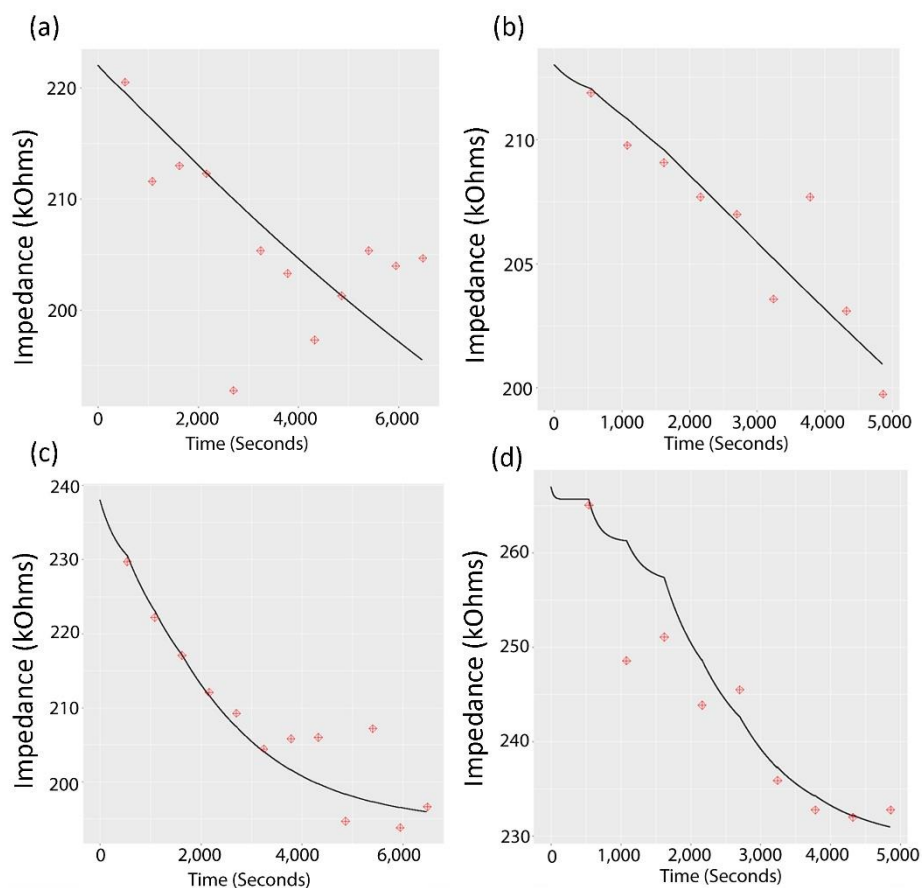 (a)
220
210
200
Impedance (kOhms)
0 2,000 4,000 6,000
Time (Seconds)
(b)
210
205
200
Impedance (kOhms)
0 1,000 2,000 3,000 4,000 5,000
Time (Seconds)
(c)
240
230
220
210
200
Impedance (kOhms)
0 2,000 4,000 6,000
Time (Seconds)
(d)
260
250
240
230
Impedance (kOhms)
0 1,000 2,000 3,000 4,000 5,000
Time (Seconds)